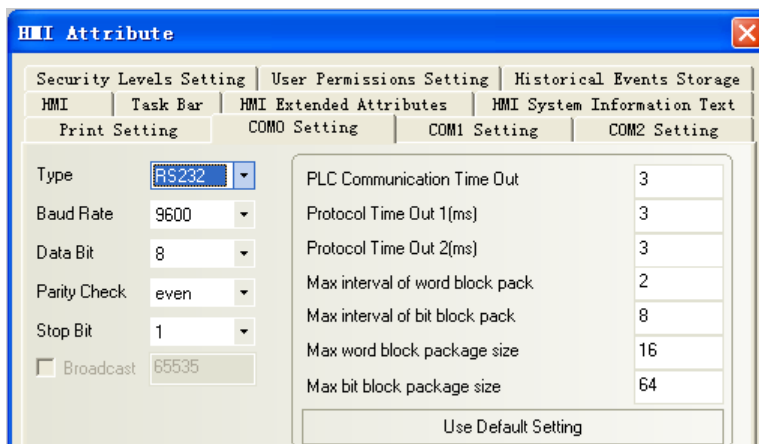 HMI Attribute
Security Levels Setting User Permissions Setting Historical Events Storage
HMI Task Bar HMI Extended Attributes HMI System Information Text
Print Setting COM0 Setting COM1 Setting COM2 Setting
Type RS232
Baud Rate 9600
Data Bit 8
Parity Check even
Stop Bit 1
Broadcast 65535
PLC Communication Time Out 3
Protocol Time Out 1(ms) 3
Protocol Time Out 2(ms) 3
Max interval of word block pack 2
Max interval of bit block pack 8
Max word block package size 16
Max bit block package size 64
Use Default Setting